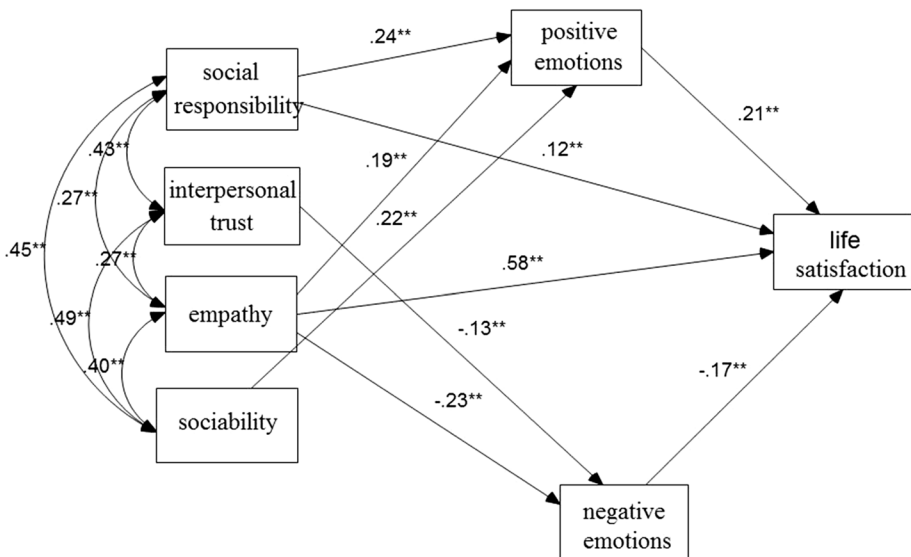 positive
emotions
.24**
social
responsibility
.21**
.12**
.43**
.19**
interpersonal
trust
.27**
.22**
life
satisfaction
.45**
.27**
.58**
empathy
.49**
-.13**
.40**
-.17**
-.23**
sociability
negative
emotions